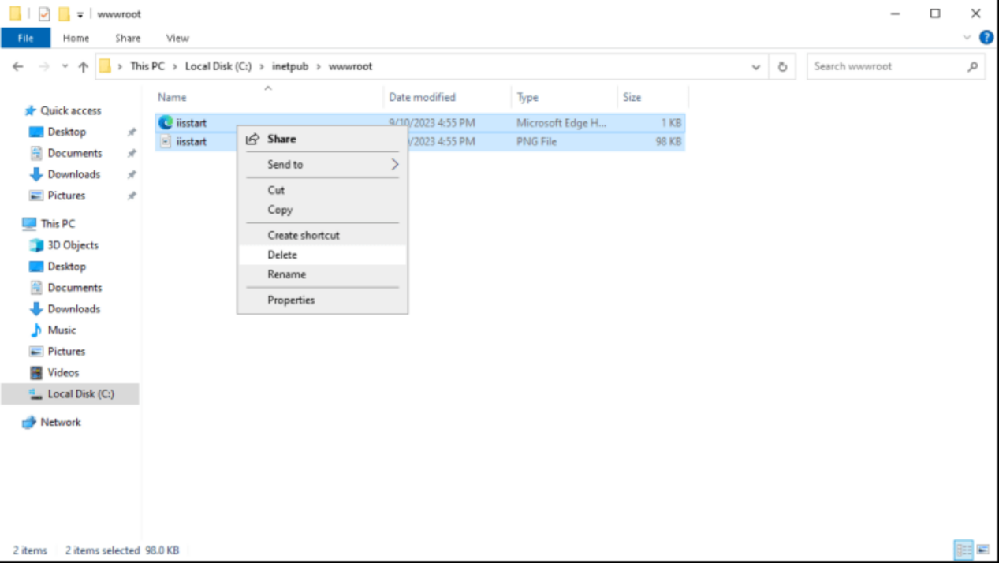 wwwroot
File Home Share View
This PC Local Disk (C:) inetpub wwwroot Search wwwroot
Name Date modified Type Size
Quick access
Desktop
Documents
Downloads
Pictures
This PC
3D Objects
Desktop
Documents
Downloads
Music
Pictures
Videos
Local Disk (C:)
Network
iisstart 9/10/2023 4:55 PM Microsoft Edge H... 1 KB
iisstart /2023 4:55 PM PNG File 98 KB
Share
Send to
Cut
Copy
Create shortcut
Delete
Rename
Properties
2 items 2 items selected 98.0 KB